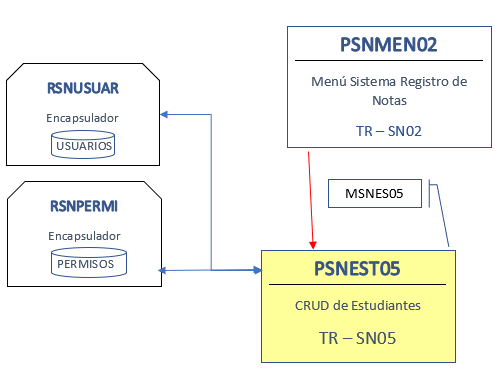 PSNMEN02
Menú Sistema Registro de
Notas
TR – SN02
RSNUSUAR
Encapsulador
USUARIOS
MSNES05
RSNPERMI
Encapsulador
PERMISOS
PSNEST05
CRUD de Estudiantes
TR – SN05